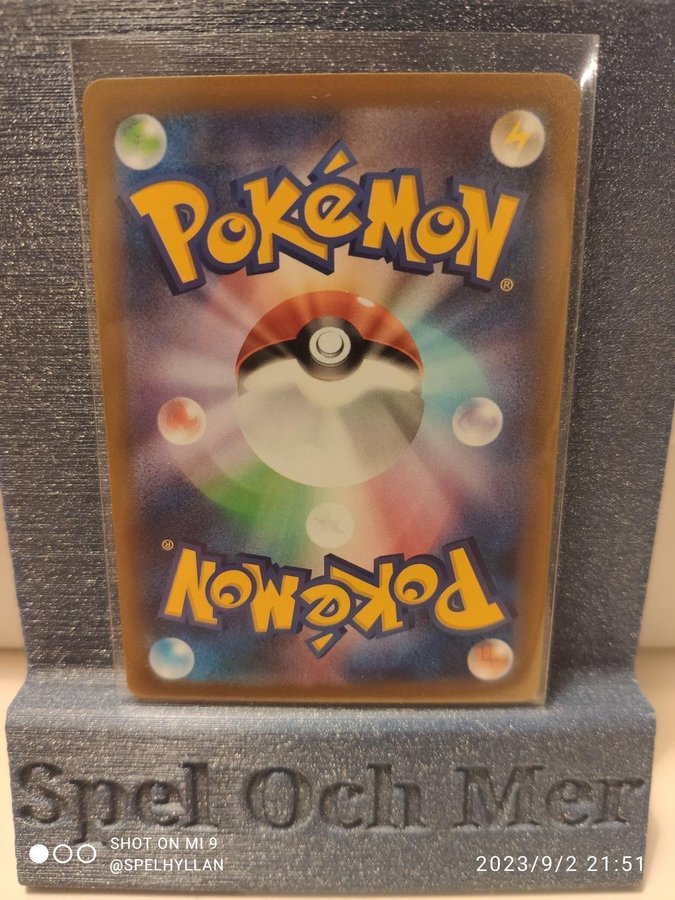 POKéMON
®
®
POKéMON
Spel Och Mer
SHOT ON MI 9
@SPELHYLLAN
2023/9/2 21:51